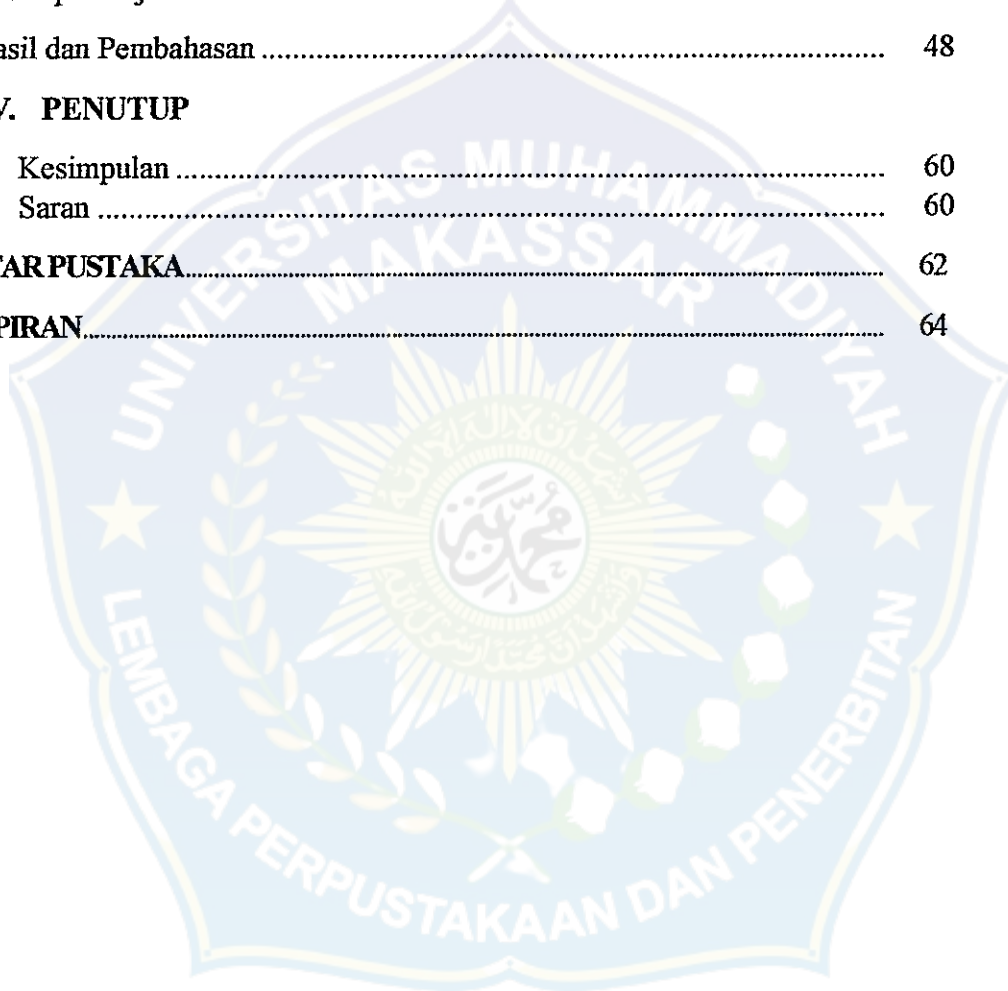 asil dan Pembahasan ........................................ 48
V. PENUTUP
Kesimpulan ........................................ 60
Saran ........................................ 60
TAR PUSTAKA ........................................ 62
PIRAN ........................................ 64
UNIVERSITAS MUHAMMADIYAH
MAKASSAR
LEMBAGA PERPUSTAKAAN DAN PENERBITAN